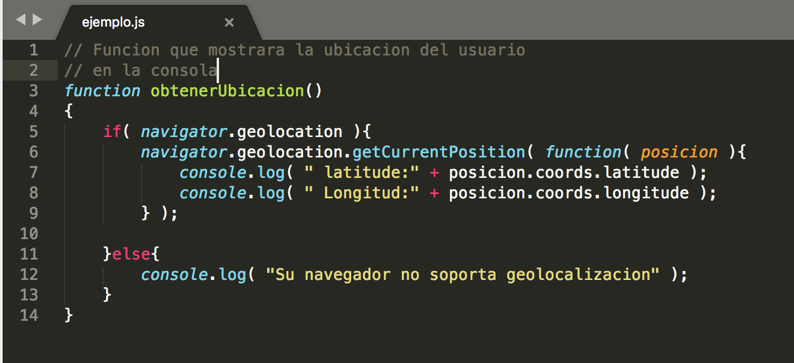 ejemplo.js ×
1 // Funcion que mostrara la ubicacion del usuario
2 // en la consola
3 function obtenerUbicacion()
4 {
5     if( navigator.geolocation ){
6         navigator.geolocation.getCurrentPosition( function( posicion ){
7             console.log( " latitude:" + posicion.coords.latitude );
8             console.log( " Longitud:" + posicion.coords.longitude );
9         } );
10
11     }else{
12         console.log( "Su navegador no soporta geolocalizacion" );
13     }
14 }